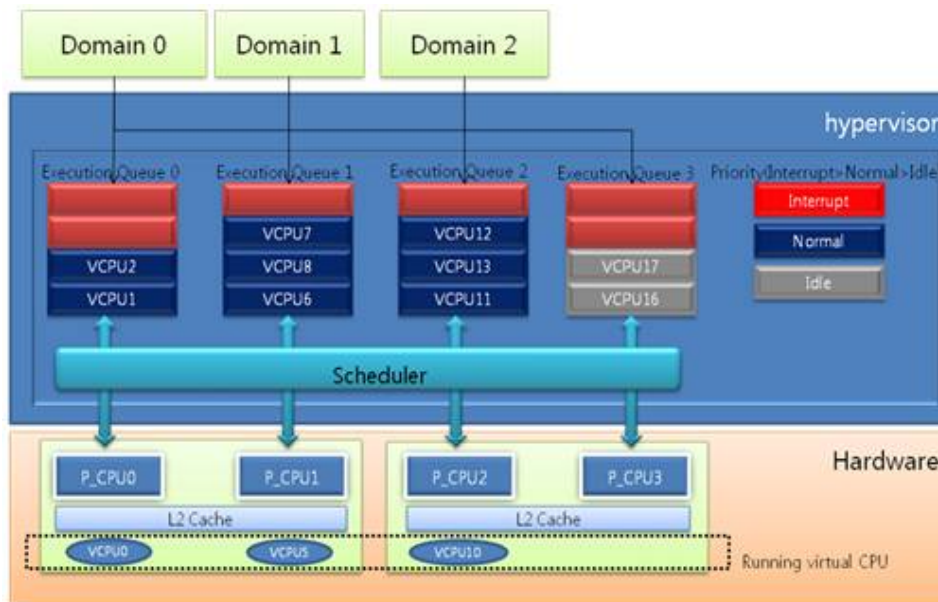 Domain 0
Domain 1
Domain 2
hypervisor
Execution Queue 0
Execution Queue 1
Execution Queue 2
Execution Queue 3
Priority(Interrupt>Normal>Idle
VCPU2
VCPU1
VCPU7
VCPU8
VCPU6
VCPU12
VCPU13
VCPU11
VCPU17
VCPU16
Interrupt
Normal
Idle
Scheduler
Hardware
P_CPU0
P_CPU1
P_CPU2
P_CPU3
L2 Cache
L2 Cache
VCPU0
VCPU5
VCPU10
Running virtual CPU